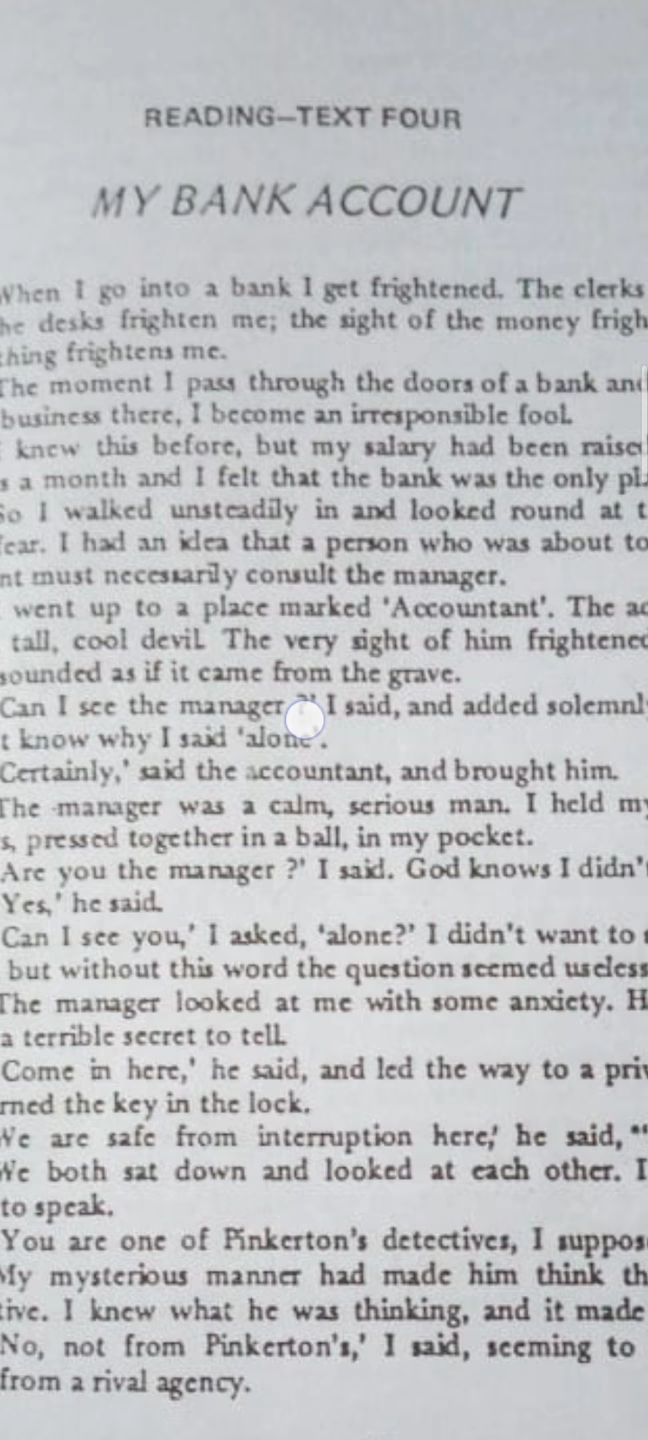 READING—TEXT FOUR
MY BANK ACCOUNT
When I go into a bank I get frightened. The clerks
he desks frighten me; the sight of the money frigh
thing frightens me.
The moment I pass through the doors of a bank and
business there, I become an irresponsible fool.
knew this before, but my salary had been raised
s a month and I felt that the bank was the only pla
So I walked unsteadily in and looked round at t
fear. I had an idea that a person who was about to
nt must necessarily consult the manager.
went up to a place marked 'Accountant'. The ac
tall, cool devil. The very sight of him frightened
sounded as if it came from the grave.
Can I see the manager ?' I said, and added solemnly
t know why I said 'alone'.
Certainly,' said the accountant, and brought him.
The manager was a calm, serious man. I held my
s, pressed together in a ball, in my pocket.
Are you the manager ?' I said. God knows I didn't
Yes,' he said.
Can I see you,' I asked, 'alone?' I didn't want to
but without this word the question seemed useless
The manager looked at me with some anxiety. H
a terrible secret to tell.
Come in here,' he said, and led the way to a priv
rned the key in the lock.
We are safe from interruption here,' he said, "
We both sat down and looked at each other. I
to speak.
You are one of Pinkerton's detectives, I suppose
My mysterious manner had made him think th
tive. I knew what he was thinking, and it made
No, not from Pinkerton's,' I said, seeming to
from a rival agency.